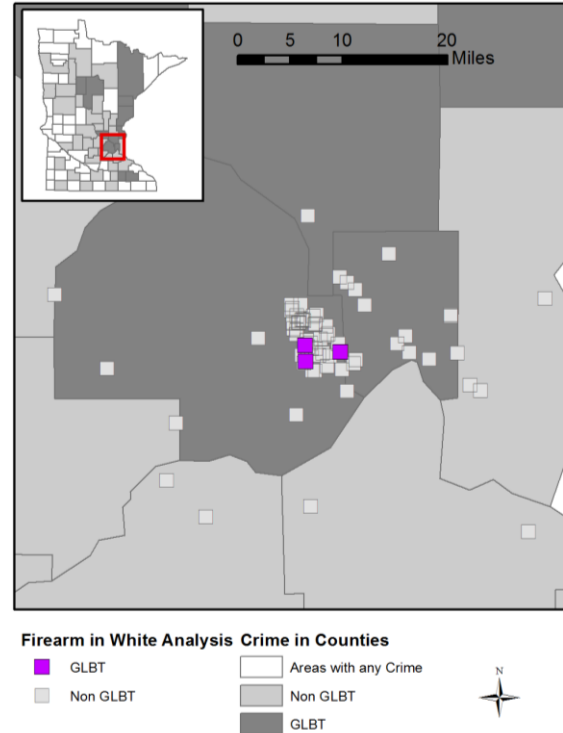 0 5 10 20
Miles
Firearm in White Analysis Crime in Counties
GLBT Areas with any Crime
Non GLBT Non GLBT
GLBT
N